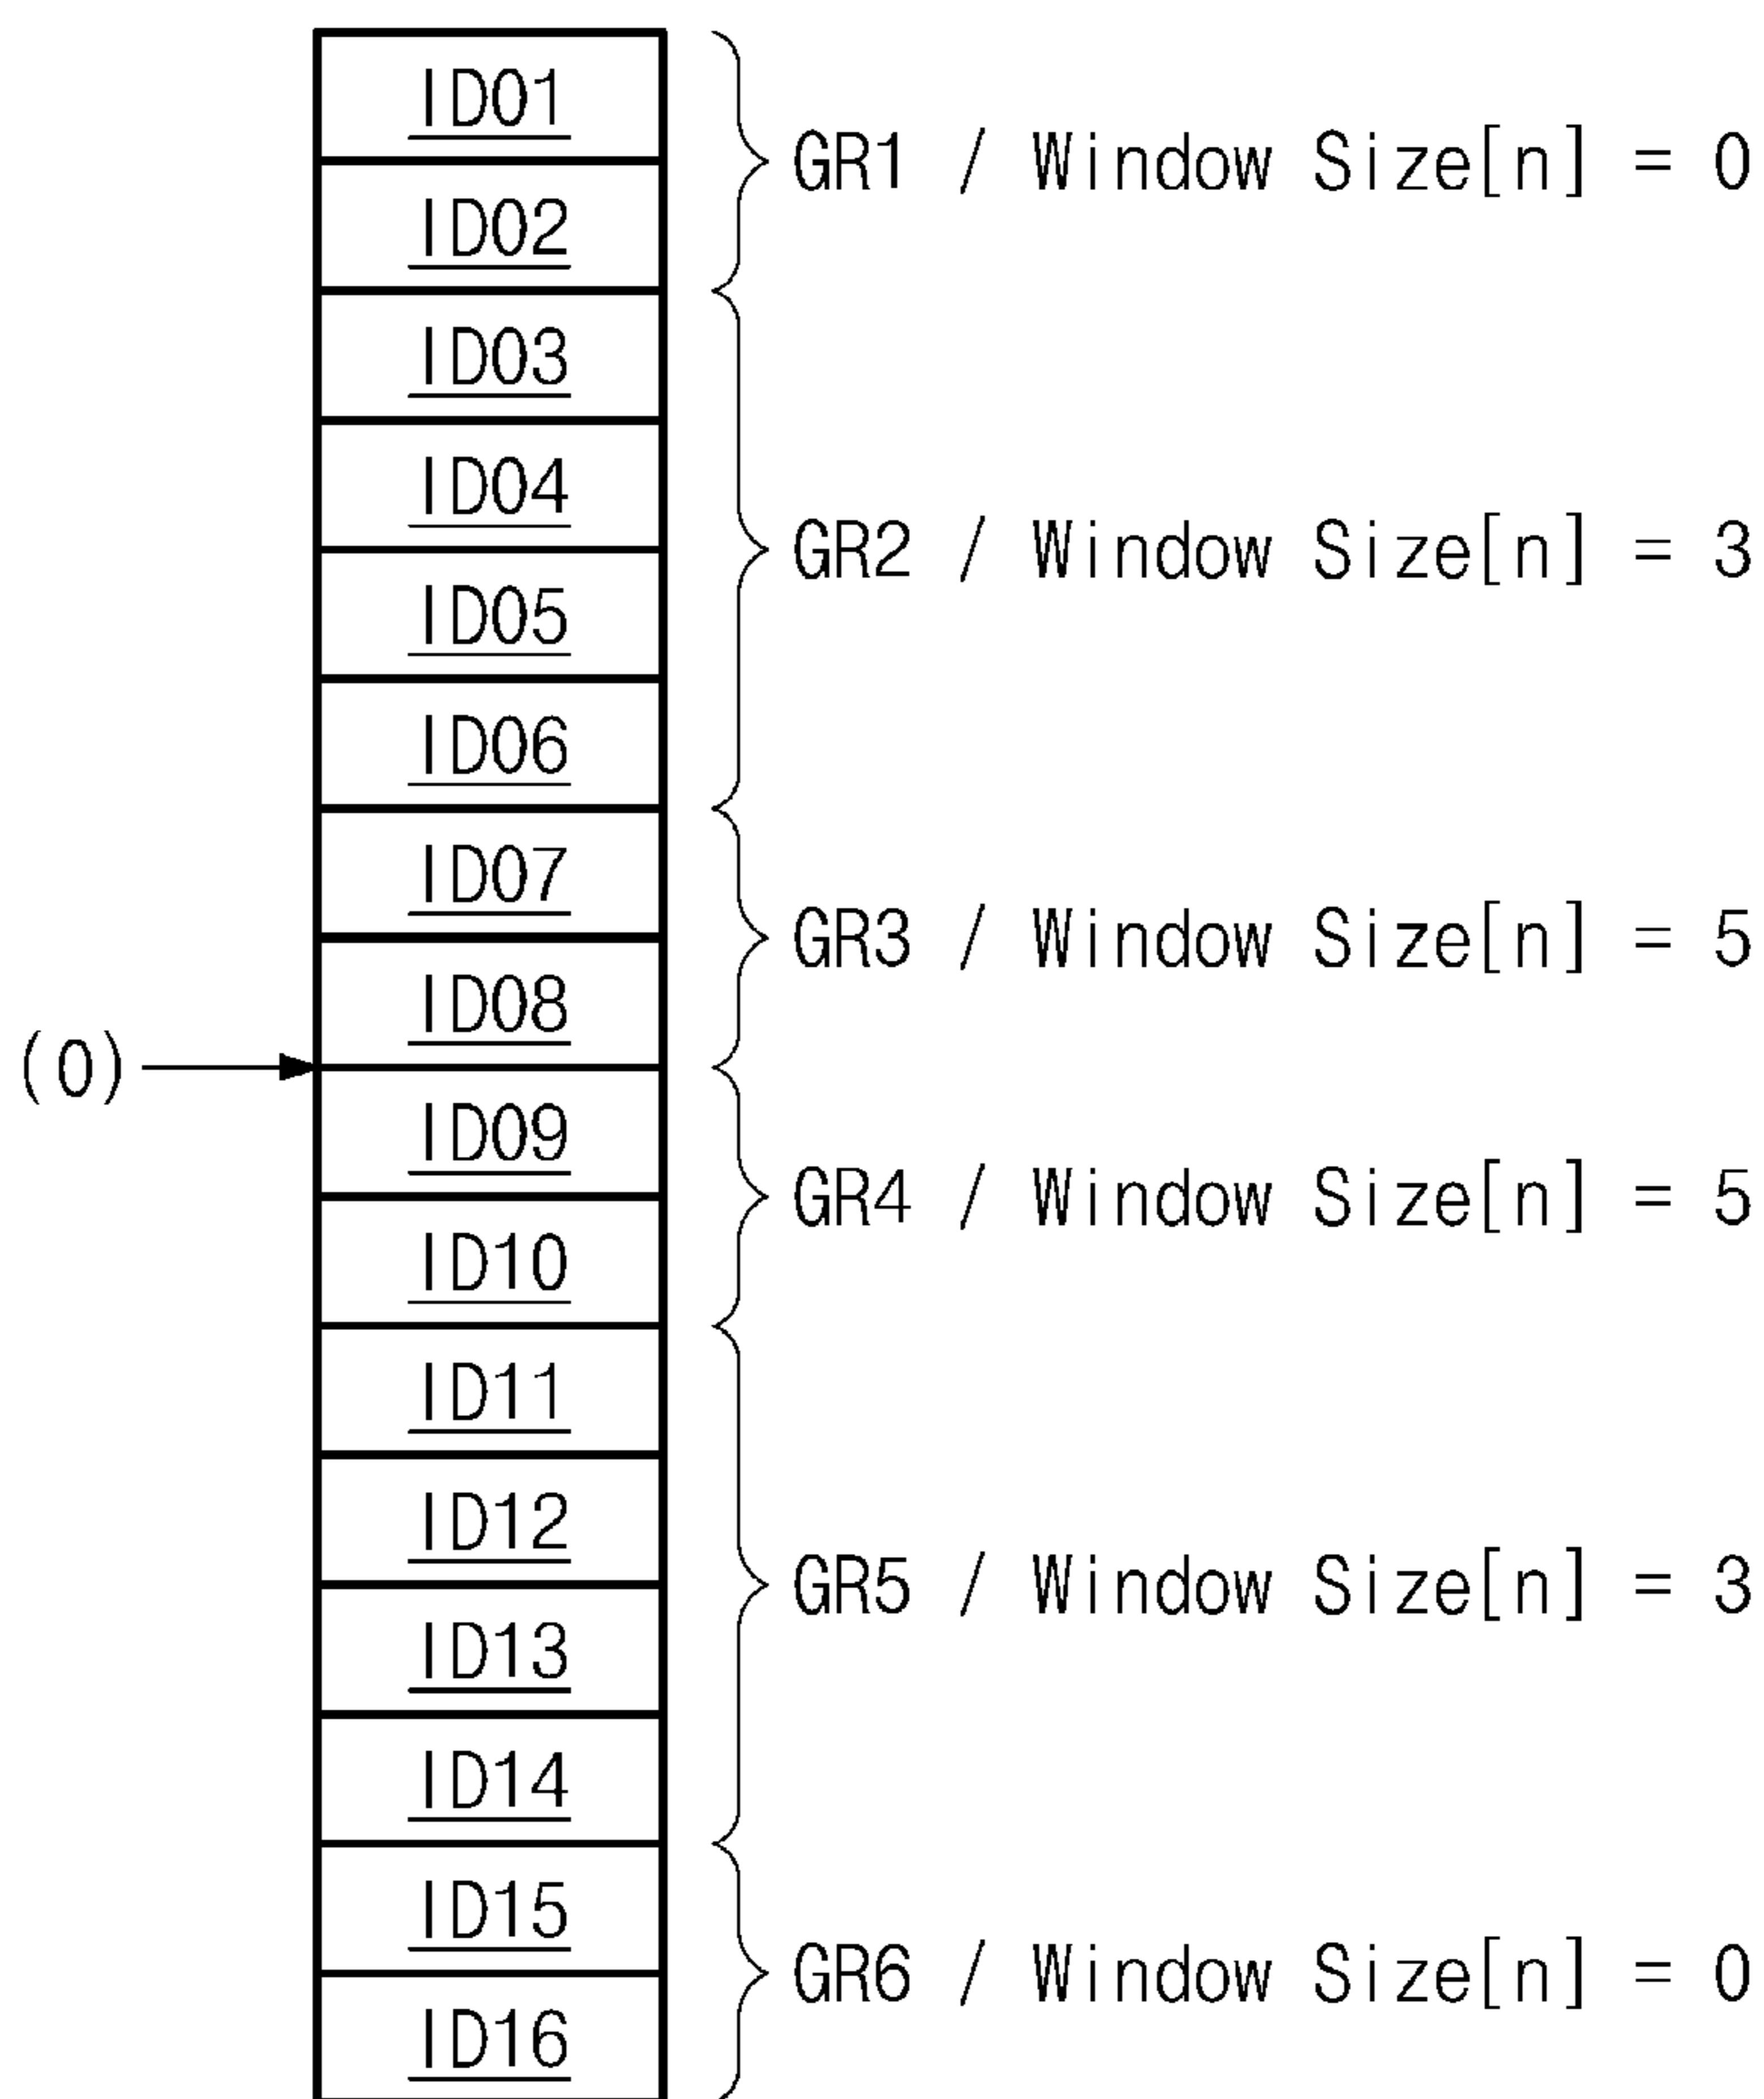 ID01
GR1 / Window Size[n] = 0
ID02
ID03
ID04
GR2 / Window Size[n] = 3
ID05
ID06
ID07
GR3 / Window Size[n] = 5
ID08
(0)
ID09
GR4 / Window Size[n] = 5
ID10
ID11
ID12
GR5 / Window Size[n] = 3
ID13
ID14
ID15
GR6 / Window Size[n] = 0
ID16